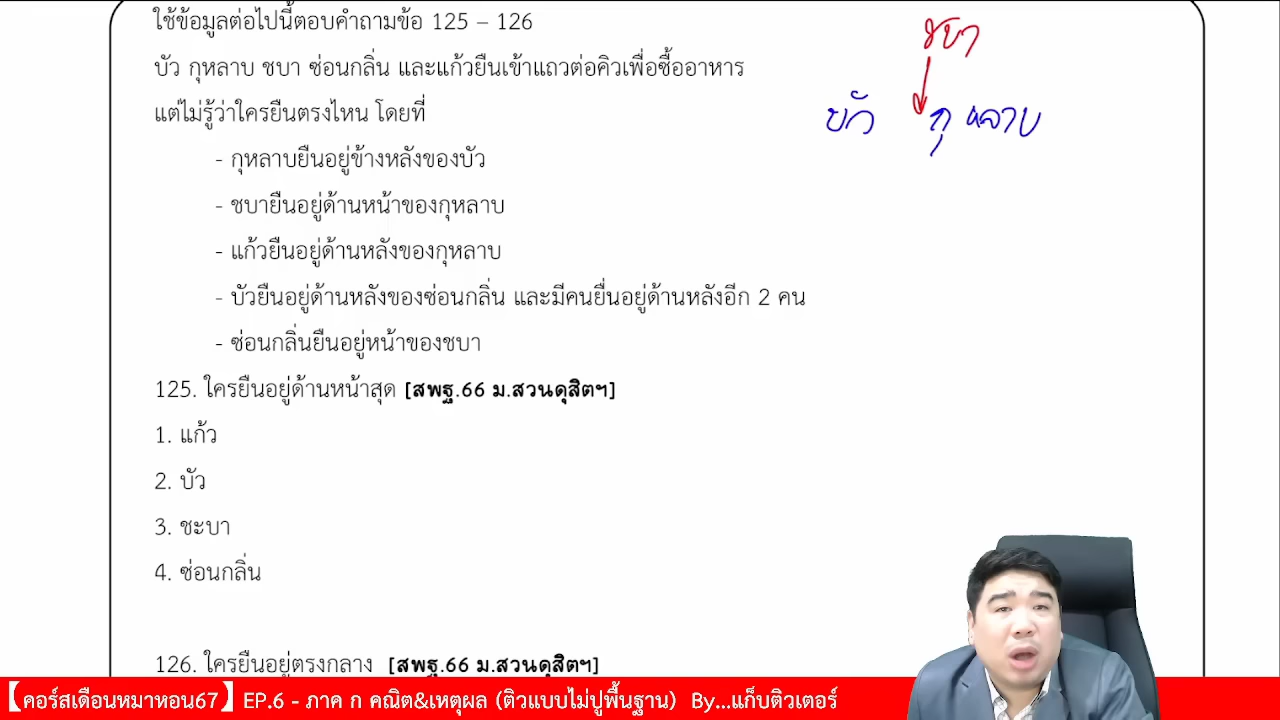 ใช้ข้อมูลต่อไปนี้ตอบคำถามข้อ 125 – 126
บัว กุหลาบ ชบา ซ่อนกลิ่น และแก้วยืนเข้าแถวต่อคิวเพื่อซื้ออาหาร
แต่ไม่รู้ว่าใครยืนตรงไหน โดยที่
- กุหลาบยืนอยู่ข้างหลังของบัว
- ชบายืนอยู่ด้านหน้าของกุหลาบ
- แก้วยืนอยู่ด้านหลังของกุหลาบ
- บัวยืนอยู่ด้านหลังของซ่อนกลิ่น และมีคนยื่นอยู่ด้านหลังอีก 2 คน
- ซ่อนกลิ่นยืนอยู่หน้าของชบา
ชบา
บัว กุหลาบ
125. ใครยืนอยู่ด้านหน้าสุด [สพฐ.66 ม.สวนดุสิตฯ]
1. แก้ว
2. บัว
3. ชะบา
4. ซ่อนกลิ่น
126. ใครยืนอยู่ตรงกลาง [สพฐ.66 ม.สวนดุสิตฯ]
【คอร์สเดือนหมาหอน67】 EP.6 - ภาค ก คณิต&เหตุผล (ติวแบบไม่ปูพื้นฐาน) By...แก็บติวเตอร์